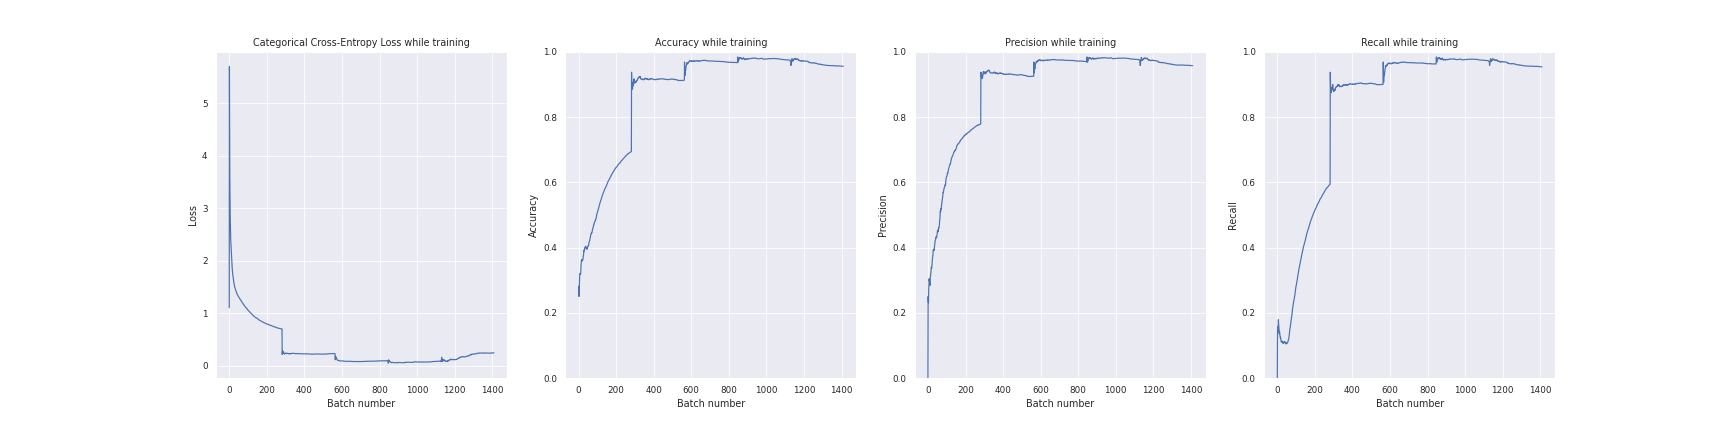 Categorical Cross-Entropy Loss while training
5
4
3
2
1
0
Loss
0 200 400 600 800 1000 1200 1400
Batch number
Accuracy while training
1.0
0.8
0.6
0.4
0.2
0.0
Accuracy
0 200 400 600 800 1000 1200 1400
Batch number
Precision while training
1.0
0.8
0.6
0.4
0.2
0.0
Precision
0 200 400 600 800 1000 1200 1400
Batch number
Recall while training
1.0
0.8
0.6
0.4
0.2
0.0
Recall
0 200 400 600 800 1000 1200 1400
Batch number